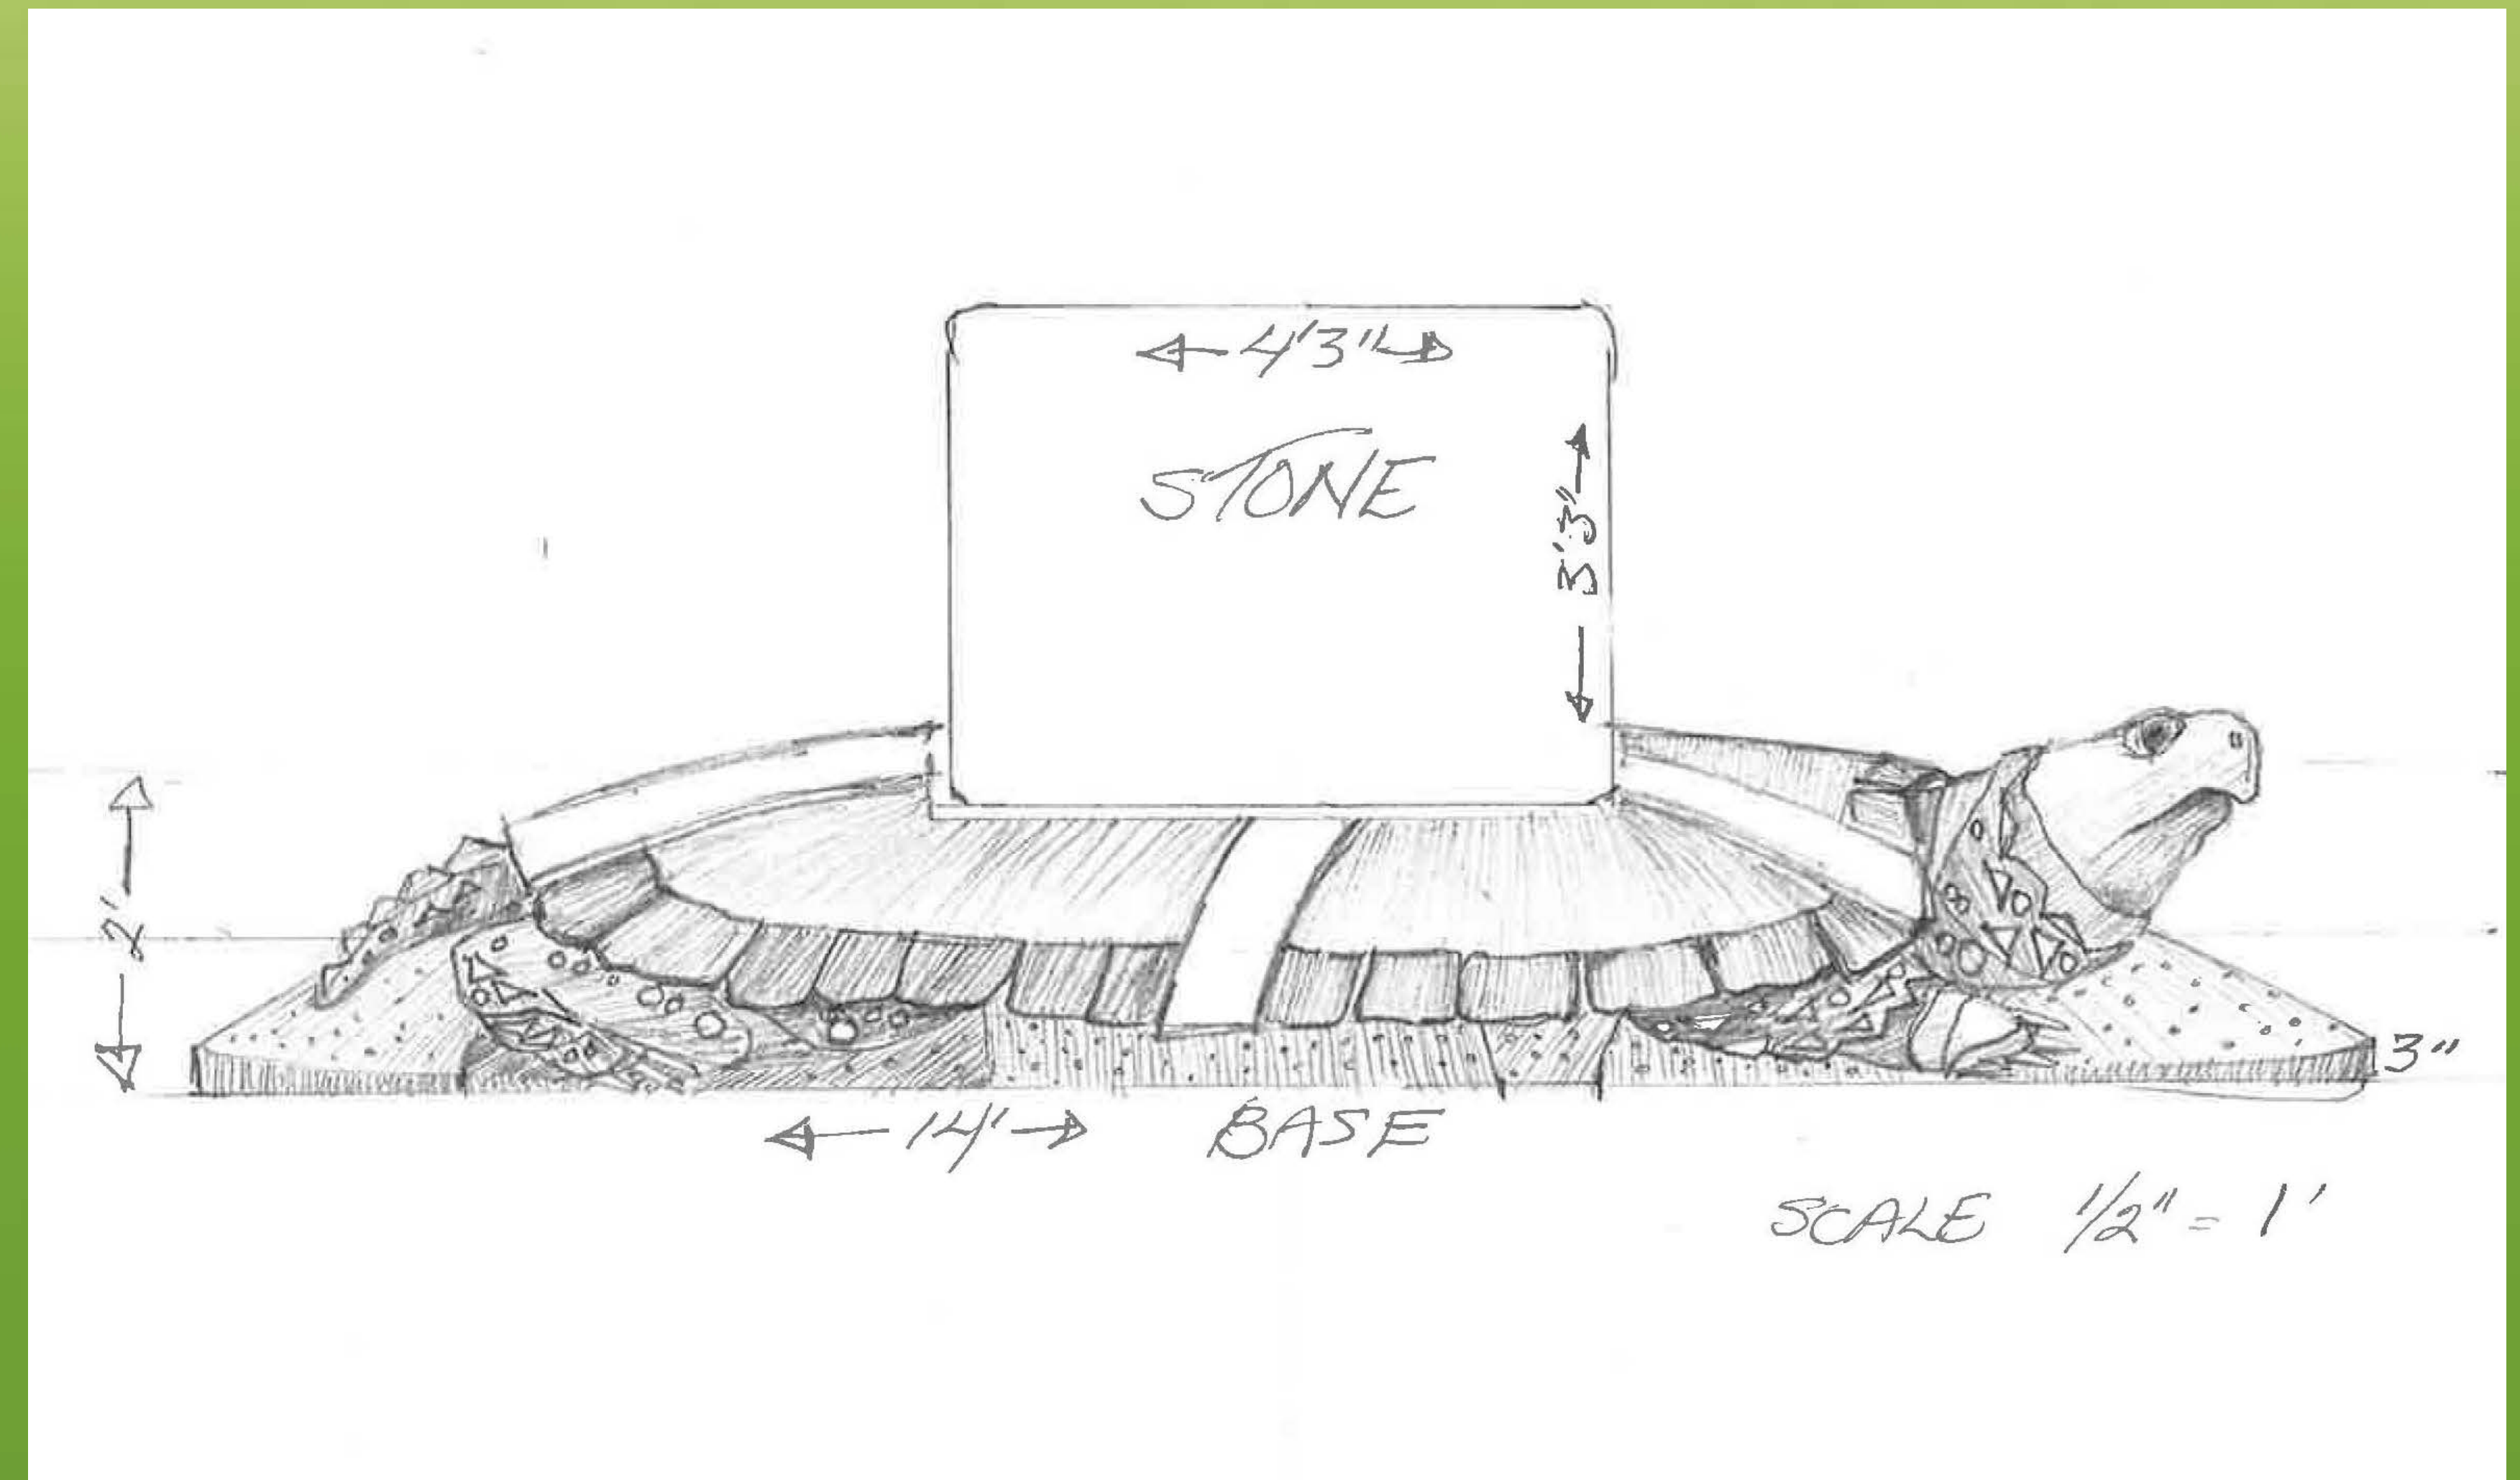 4'3"
STONE
3'3"
2'
3"
14' BASE
SCALE 1/2" = 1'